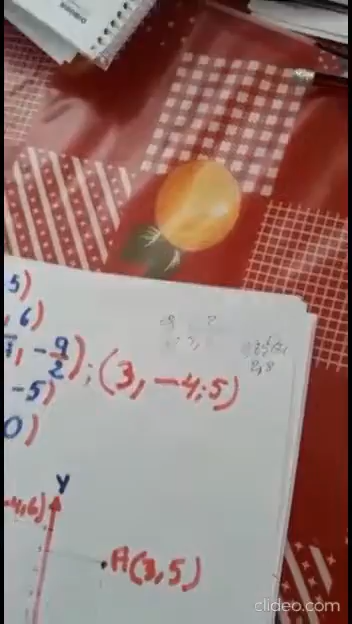 5)
, 6)
, -9/2); (3, -4;5)
-5)
0)
Y
-4,6)
A(3,5)
clideo.com